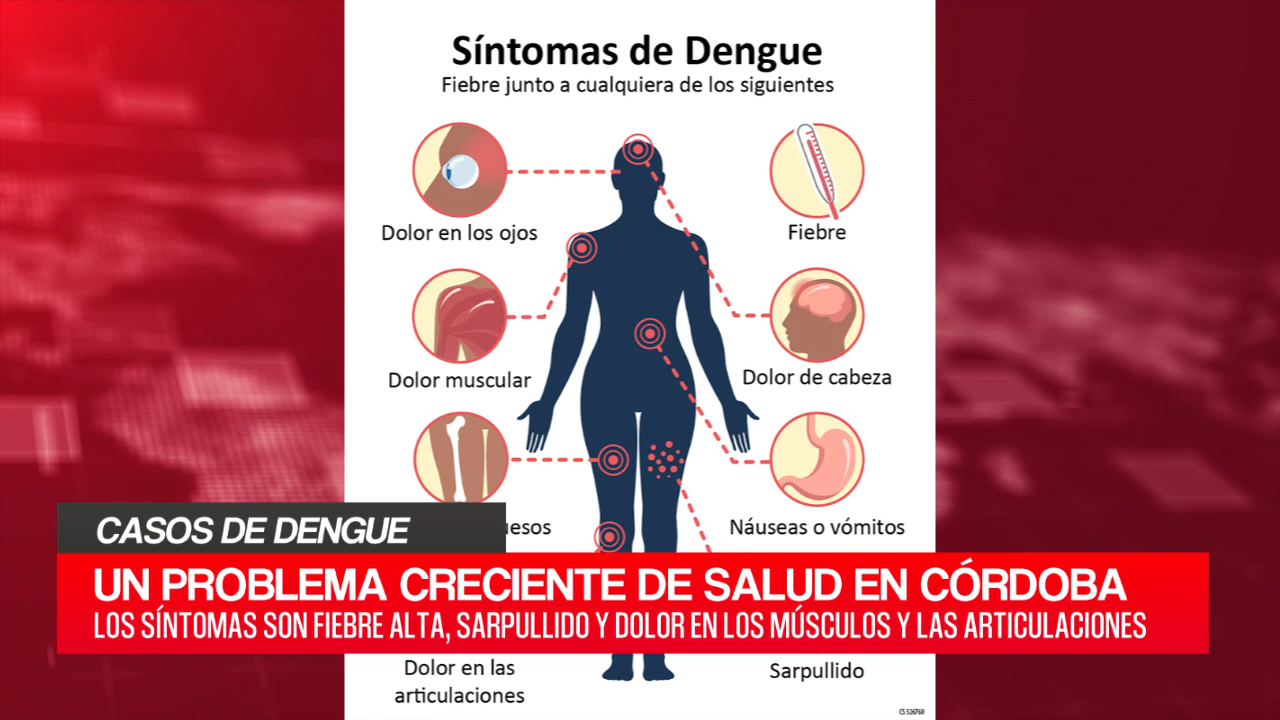 Síntomas de Dengue
Fiebre junto a cualquiera de los siguientes
Dolor en los ojos
Fiebre
Dolor muscular
Dolor de cabeza
Náuseas o vómitos
CASOS DE DENGUE
UN PROBLEMA CRECIENTE DE SALUD EN CÓRDOBA
LOS SÍNTOMAS SON FIEBRE ALTA, SARPULLIDO Y DOLOR EN LOS MÚSCULOS Y LAS ARTICULACIONES
Dolor en las
articulaciones
Sarpullido
CS 326760